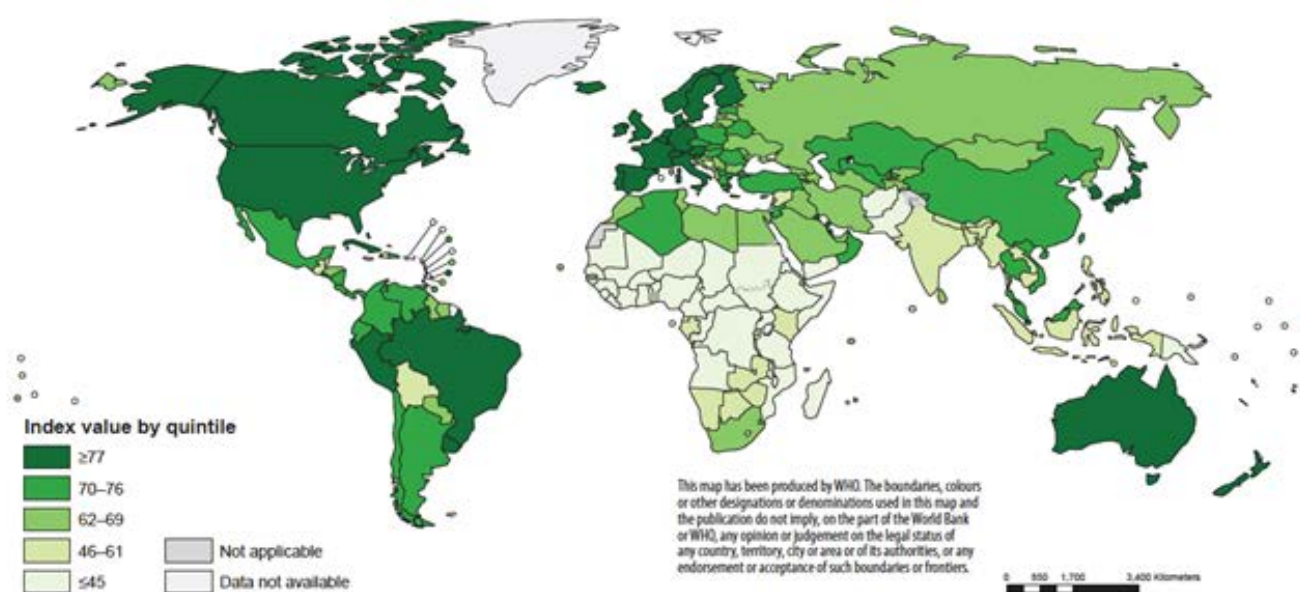 Index value by quintile
≥77
70–76
62–69
46–61
≤45
Not applicable
Data not available
This map has been produced by WHO. The boundaries, colours
or other designations or denominations used in this map and
the publication do not imply, on the part of the World Bank
or WHO, any opinion or judgement on the legal status of
any country, territory, city or area or of its authorities, or any
endorsement or acceptance of such boundaries or frontiers.
0 850 1,700 3,400 Kilometers